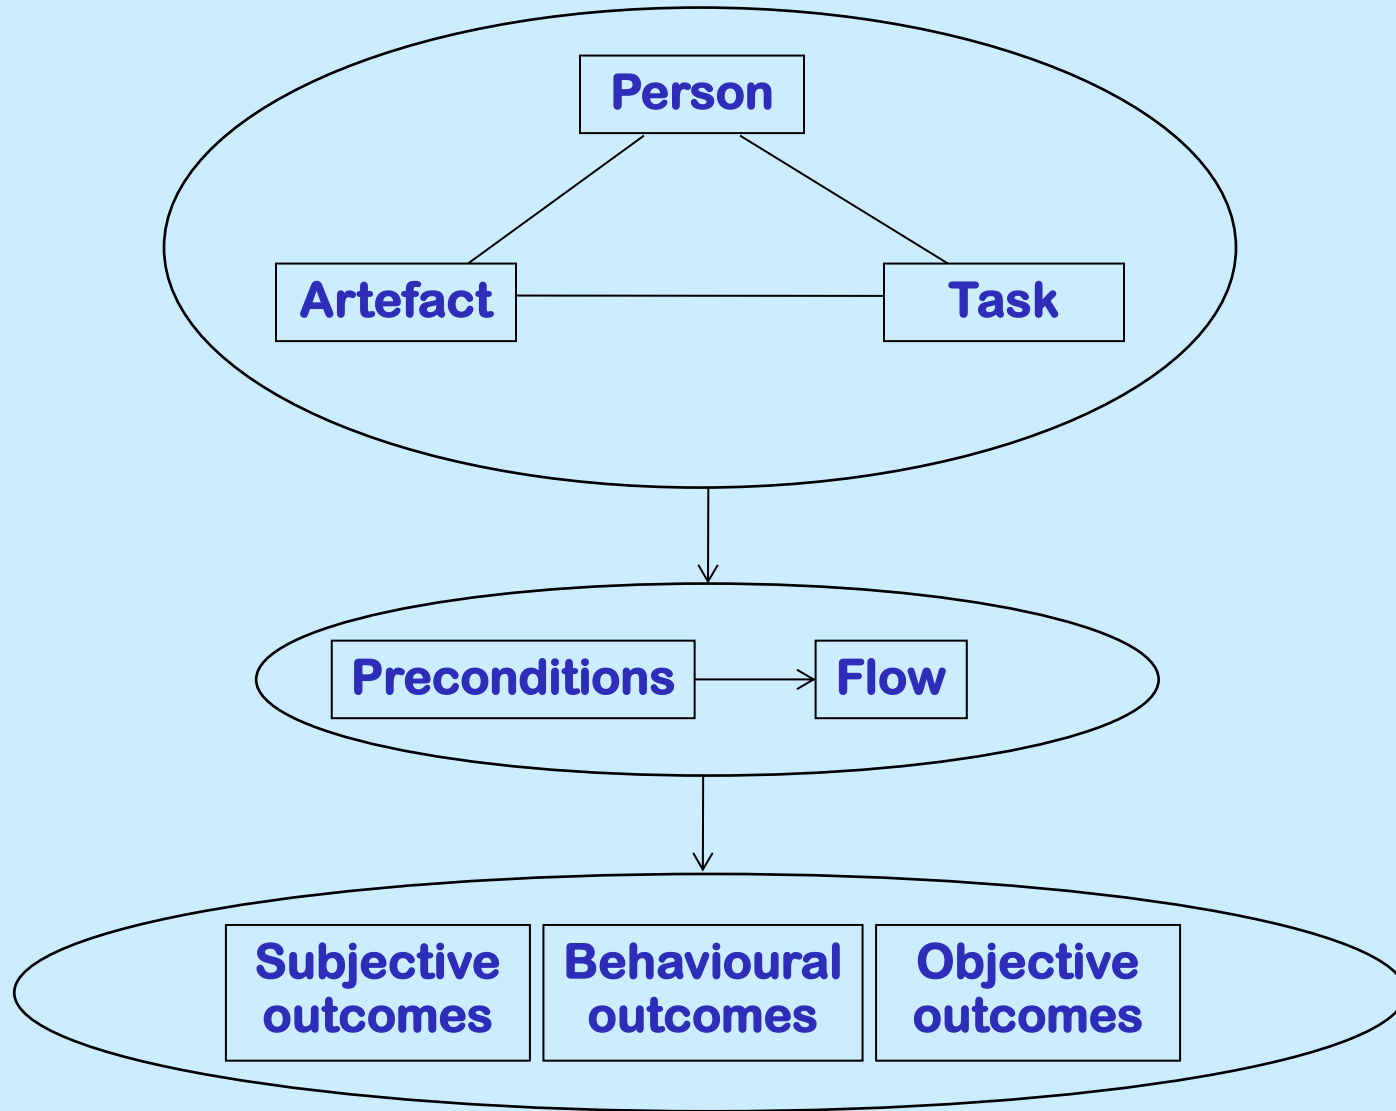 Person
Artefact
Task
Preconditions
Flow
Subjective
outcomes
Behavioural
outcomes
Objective
outcomes